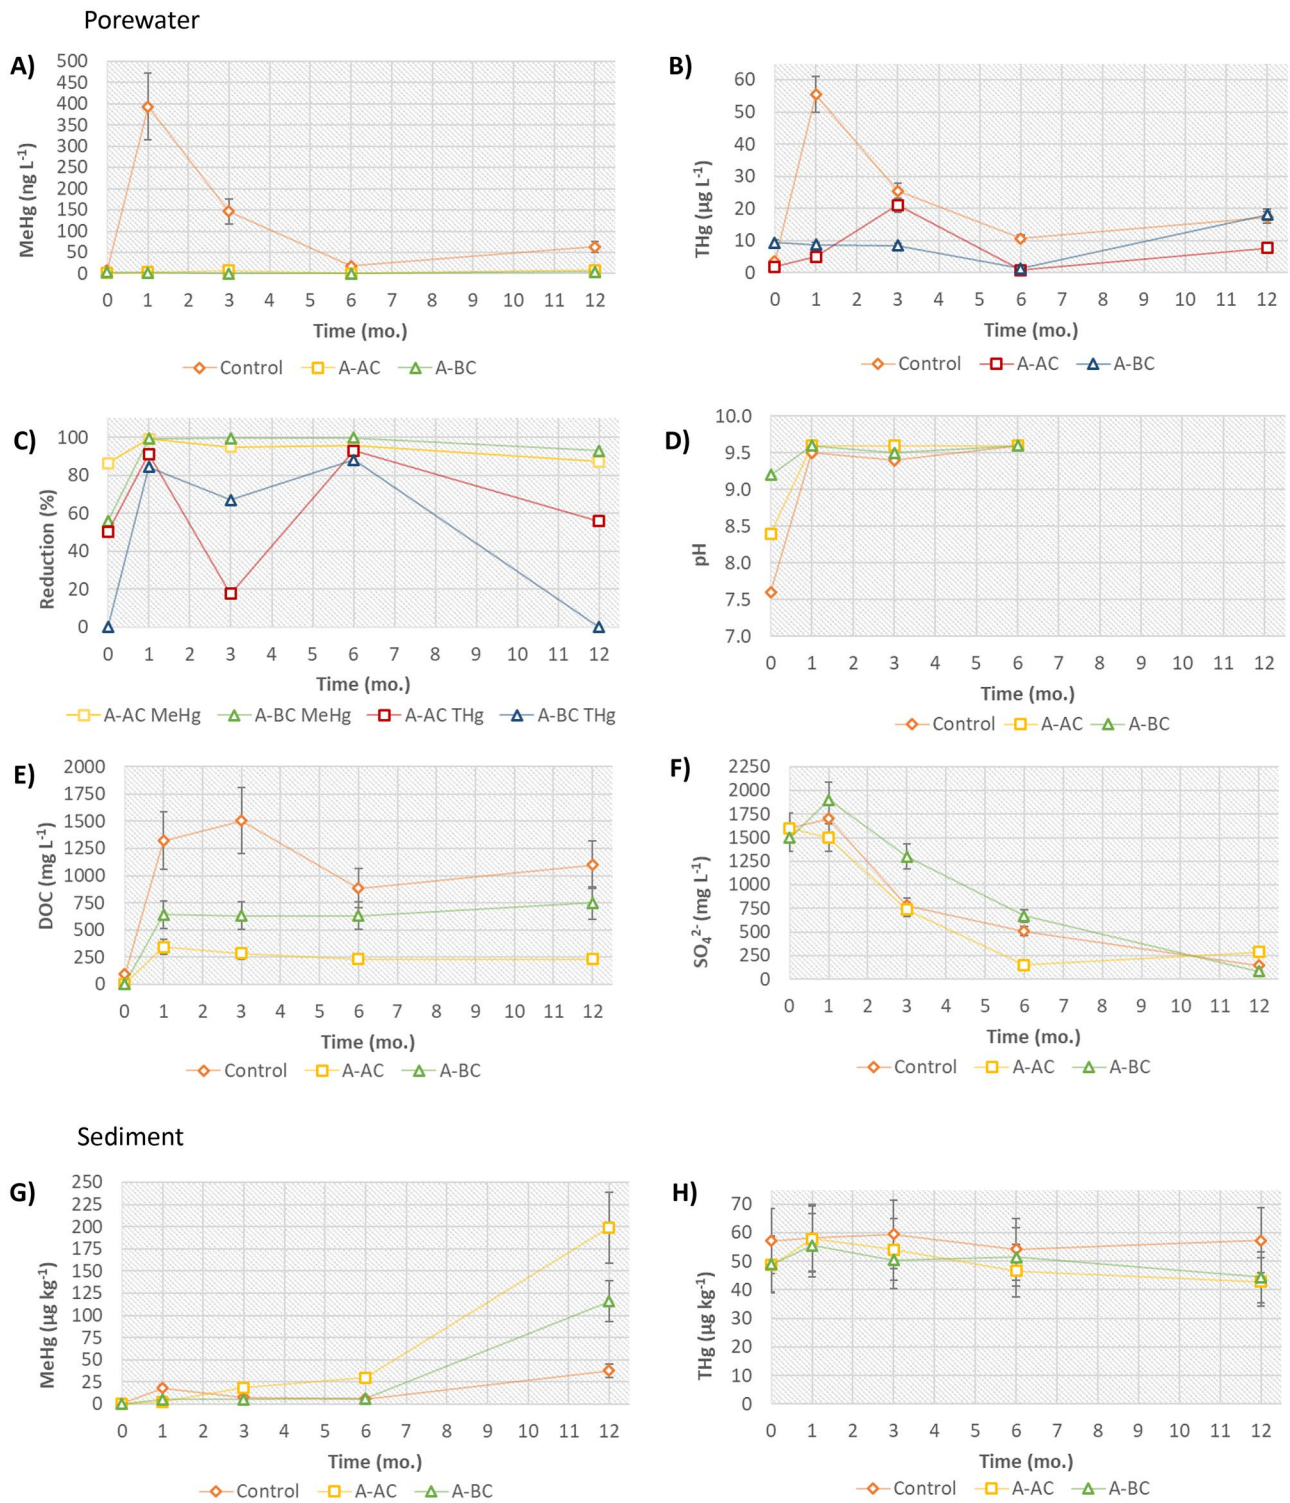 Porewater
A)
MeHg (ng L-1)
500
450
400
350
300
250
200
150
100
50
0
0 1 2 3 4 5 6 7 8 9 10 11 12
Time (mo.)
Control A-AC A-BC
B)
THg (µg L-1)
60
50
40
30
20
10
0
0 1 2 3 4 5 6 7 8 9 10 11 12
Time (mo.)
Control A-AC A-BC
C)
Reduction (%)
100
80
60
40
20
0
0 1 2 3 4 5 6 7 8 9 10 11 12
Time (mo.)
A-AC MeHg A-BC MeHg A-AC THg A-BC THg
D)
pH
10.0
9.5
9.0
8.5
8.0
7.5
7.0
0 1 2 3 4 5 6 7 8 9 10 11 12
Time (mo.)
Control A-AC A-BC
E)
DOC (mg L-1)
2000
1750
1500
1250
1000
750
500
250
0
0 1 2 3 4 5 6 7 8 9 10 11 12
Time (mo.)
Control A-AC A-BC
F)
SO42- (mg L-1)
2250
2000
1750
1500
1250
1000
750
500
250
0
0 1 2 3 4 5 6 7 8 9 10 11 12
Time (mo.)
Control A-AC A-BC
Sediment
G)
MeHg (µg kg-1)
250
225
200
175
150
125
100
75
50
25
0
0 1 2 3 4 5 6 7 8 9 10 11 12
Time (mo.)
Control A-AC A-BC
H)
THg (µg kg-1)
70
60
50
40
30
20
10
0
0 1 2 3 4 5 6 7 8 9 10 11 12
Time (mo.)
Control A-AC A-BC